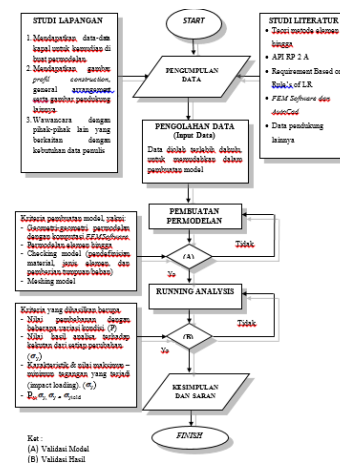 STUDI LAPANGAN
1. Mendapatkan data-data
kapal untuk kemudian di
buat permodelan.
2. Mendapatkan gambar
profil construction,
general arrangement,
serta gambar pendukung
lainnya.
3. Wawancara dengan
pihak-pihak lain yang
berkaitan dengan
kebutuhan data penulis
START
PENGUMPULAN
DATA
STUDI LITERATUR
• Teori metode elemen
hingga
• API RP 2 A
• Requirement Based on
Rule's of LR
• FEM Software dan
AutoCad
• Data pendukung
lainnya
PENGOLAHAN DATA
(Input Data)
Data diolah terlebih dahulu
untuk memudahkan dalam
pembuatan model
PEMBUATAN
PERMODELAN
Kriteria pembuatan model, yakni:
- Geometri-geometri permodelan
dengan komputasi FEMSoftware.
- Permodelan elemen hingga
- Checking model (pendefinisian
material, jenis elemen, dan
pemberian tumpuan beban)
- Meshing model
(A)
Tidak
Ya
RUNNING ANALYSIS
Kriteria yang dihasilkan berupa,
- Nilai pembebanan dengan
beberapa variasi kondisi. (P)
- Nilai hasil analisa terhadap
kekuatan dari setiap perubahan.
- Karakteristik & nilai maksimum –
minimum tegangan yang terjadi
(impact loading).
(B)
Tidak
Ya
KESIMPULAN
DAN SARAN
FINISH
Ket :
(A) Validasi Model
(B) Validasi Hasil